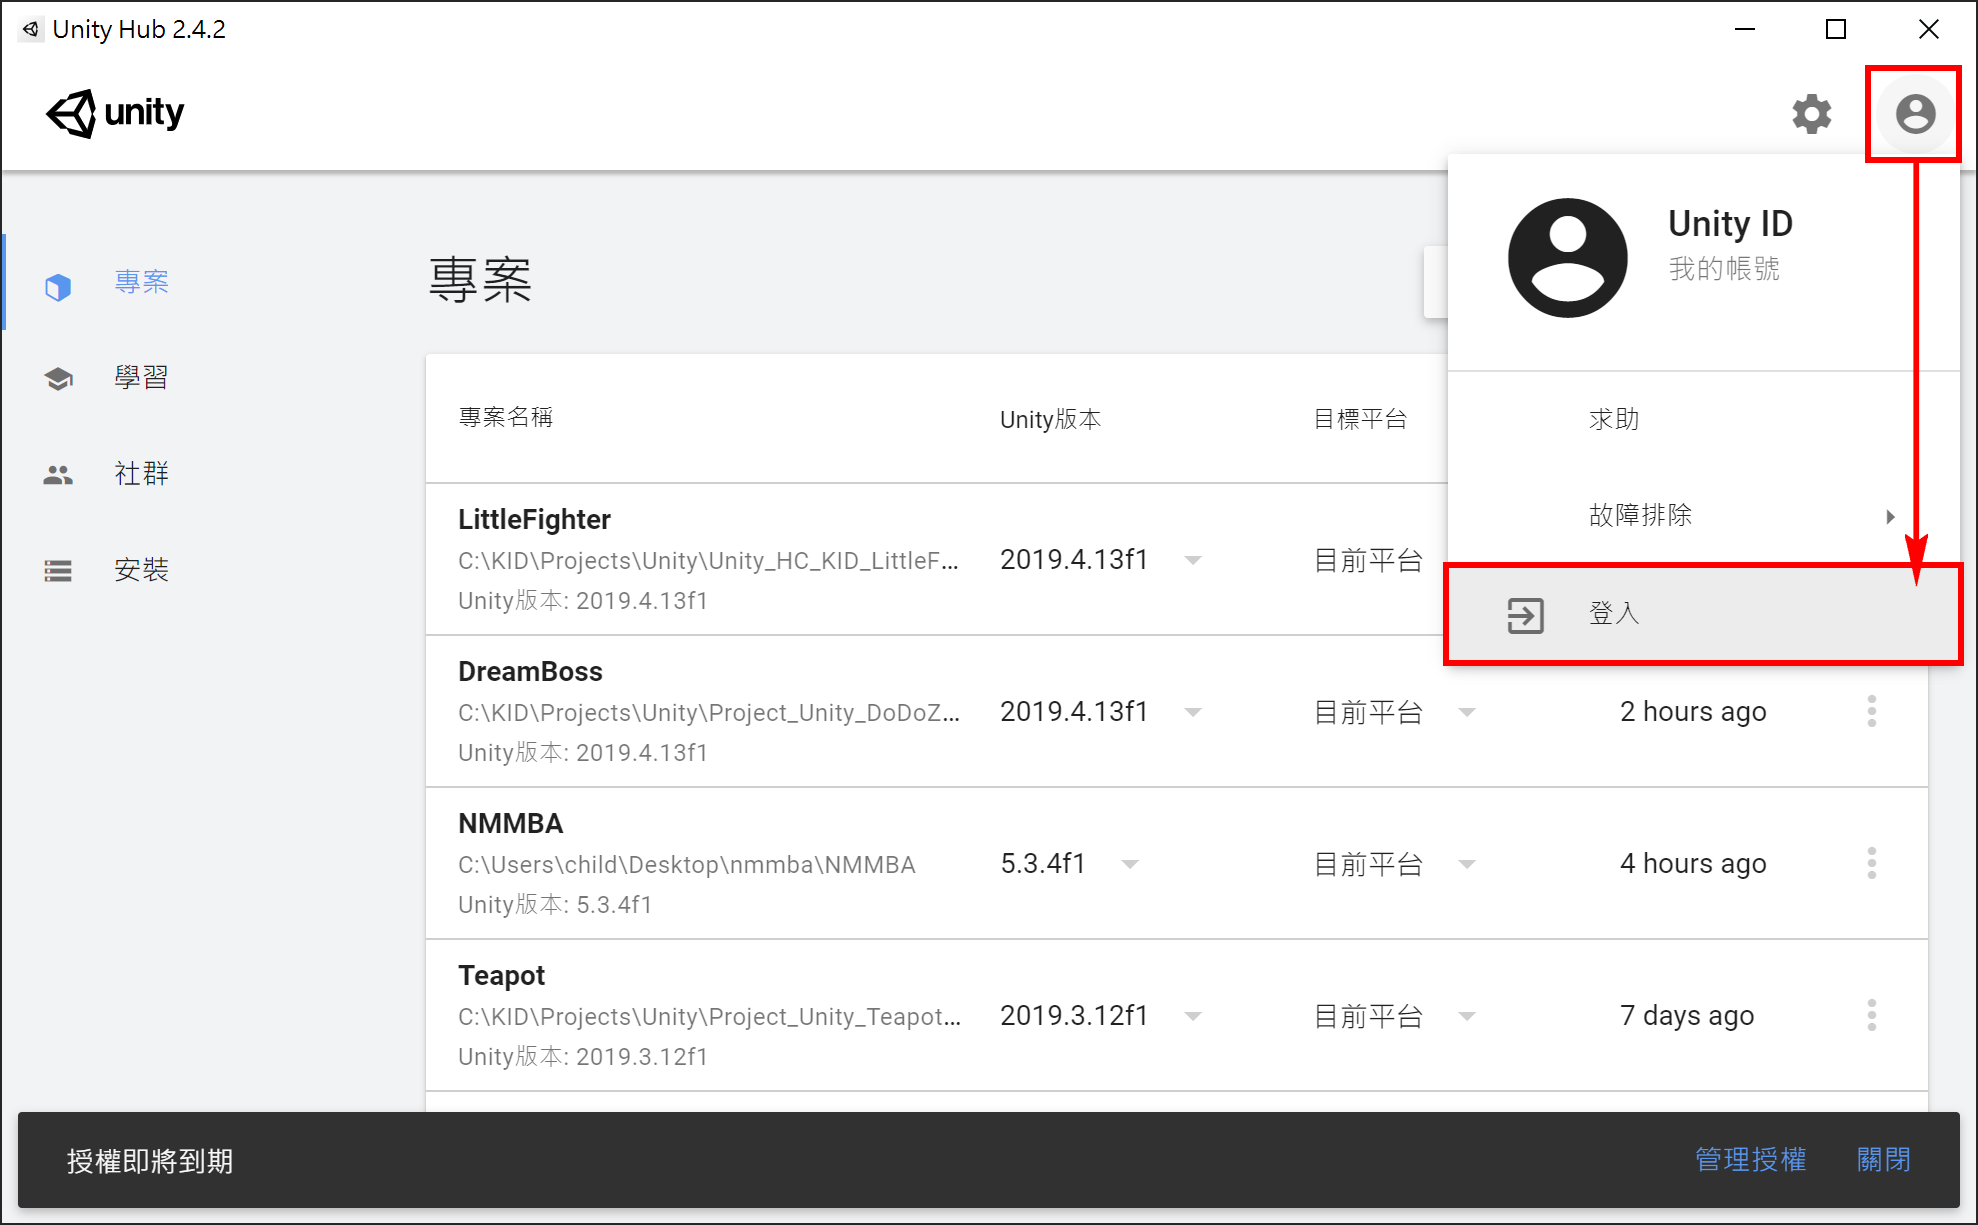 Unity Hub 2.4.2
unity
Unity ID
我的帳號
求助
故障排除
登入
專案
學習
社群
安裝
專案
專案名稱 Unity版本 目標平台
LittleFighter
C:\KID\Projects\Unity\Unity_HC_KID_LittleF... 2019.4.13f1 目前平台
Unity版本: 2019.4.13f1
DreamBoss
C:\KID\Projects\Unity\Project_Unity_DoDoZ... 2019.4.13f1 目前平台 2 hours ago
Unity版本: 2019.4.13f1
NMMBA
C:\Users\child\Desktop\nmmba\NMMBA 5.3.4f1 目前平台 4 hours ago
Unity版本: 5.3.4f1
Teapot
C:\KID\Projects\Unity\Project_Unity_Teapot... 2019.3.12f1 目前平台 7 days ago
Unity版本: 2019.3.12f1
授權即將到期 管理授權 關閉